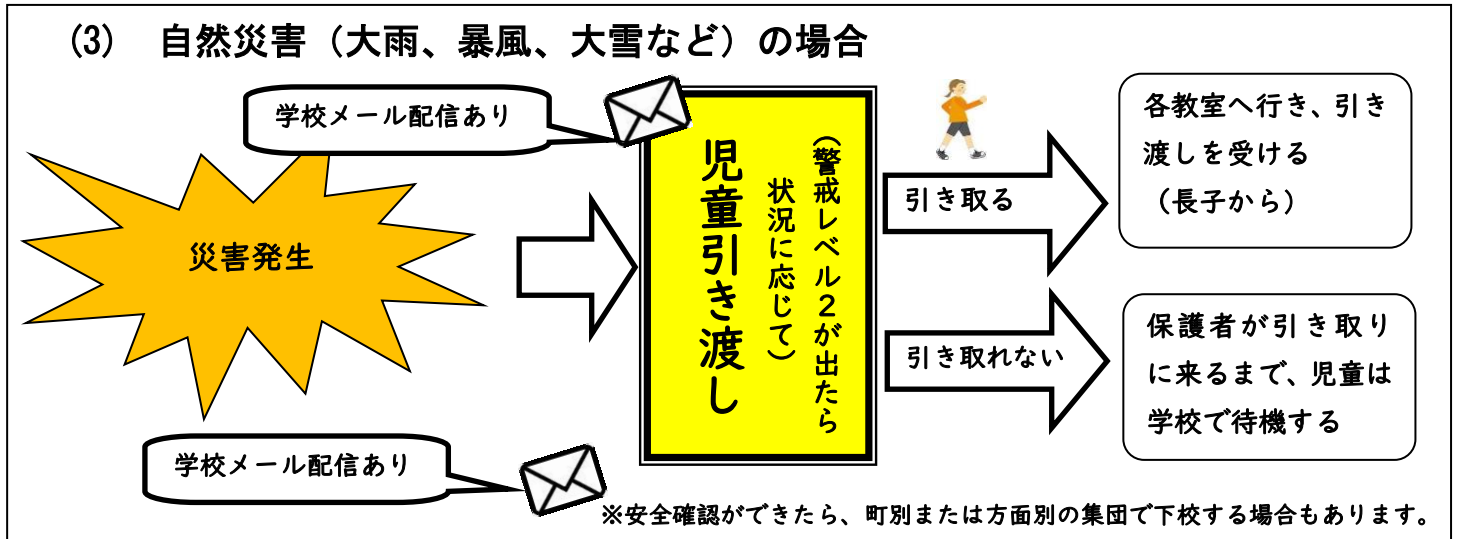 (3) 自然災害（大雨、暴風、大雪など）の場合
学校メール配信あり
災害発生
（警戒レベル２が出たら
状況に応じて）
児童引き渡し
引き取る
各教室へ行き、引き
渡しを受ける
（長子から）
引き取れない
保護者が引き取り
に来るまで、児童は
学校で待機する
学校メール配信あり
※安全確認ができたら、町別または方面別の集団で下校する場合もあります。